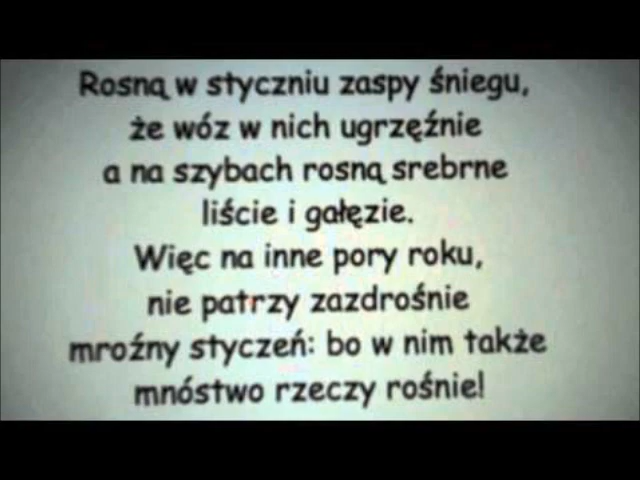 Rosną w styczniu zaspy śniegu,
że wóz w nich ugrzęźnie
a na szybach rosną srebrne
liście i gałęzie.
Więc na inne pory roku,
nie patrzy zazdrośnie
mroźny styczeń: bo w nim także
mnóstwo rzeczy rośnie!